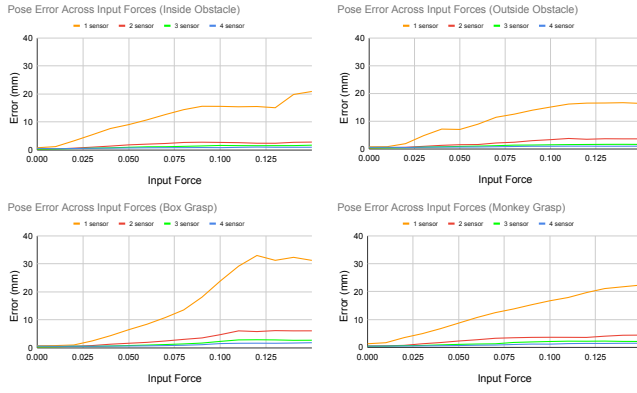 Pose Error Across Input Forces (Inside Obstacle)
1 sensor 2 sensor 3 sensor 4 sensor
Error (mm)
40
30
20
10
0
0.000 0.025 0.050 0.075 0.100 0.125
Input Force
Pose Error Across Input Forces (Outside Obstacle)
1 sensor 2 sensor 3 sensor 4 sensor
Error (mm)
40
30
20
10
0
0.000 0.025 0.050 0.075 0.100 0.125
Input Force
Pose Error Across Input Forces (Box Grasp)
1 sensor 2 sensor 3 sensor 4 sensor
Error (mm)
40
30
20
10
0
0.000 0.025 0.050 0.075 0.100 0.125
Input Force
Pose Error Across Input Forces (Monkey Grasp)
1 sensor 2 sensor 3 sensor 4 sensor
Error (mm)
40
30
20
10
0
0.000 0.025 0.050 0.075 0.100 0.125
Input Force